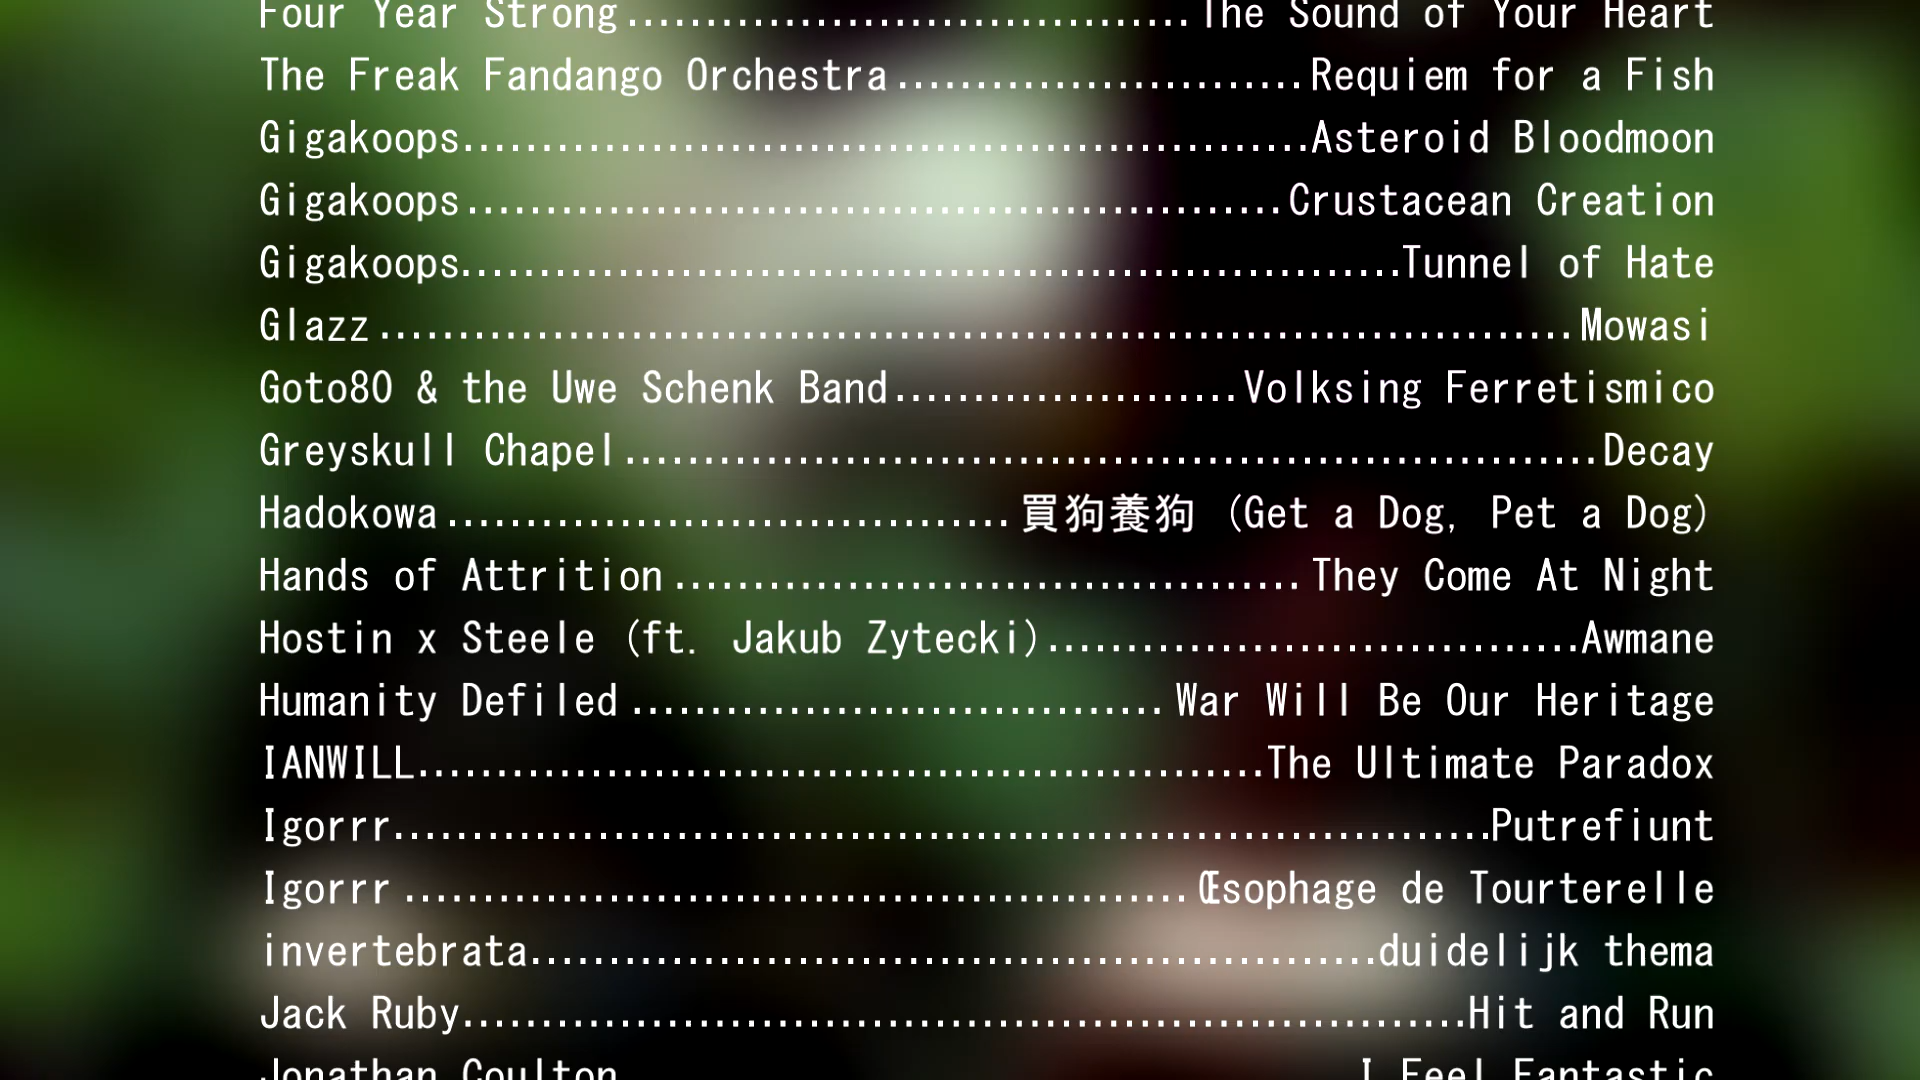 Four Year Strong....................................The Sound of Your Heart
The Freak Fandango Orchestra..........................Requiem for a Fish
Gigakoops......................................................Asteroid Bloodmoon
Gigakoops....................................................Crustacean Creation
Gigakoops............................................................Tunnel of Hate
Glazz............................................................................Mowasi
Goto80 & the Uwe Schenk Band......................Volksing Ferretismico
Greyskull Chapel..............................................................Decay
Hadokowa....................................買狗養狗 (Get a Dog, Pet a Dog)
Hands of Attrition........................................They Come At Night
Hostin x Steele (ft. Jakub Zytecki)..................................Awmane
Humanity Defiled..................................War Will Be Our Heritage
IANWILL......................................................The Ultimate Paradox
Igorrr......................................................................Putrefiunt
Igorrr..................................................Œsophage de Tourterelle
invertebrata......................................................duidelijk thema
Jack Ruby................................................................Hit and Run
Jonathan Coulton I Feel Fantastic